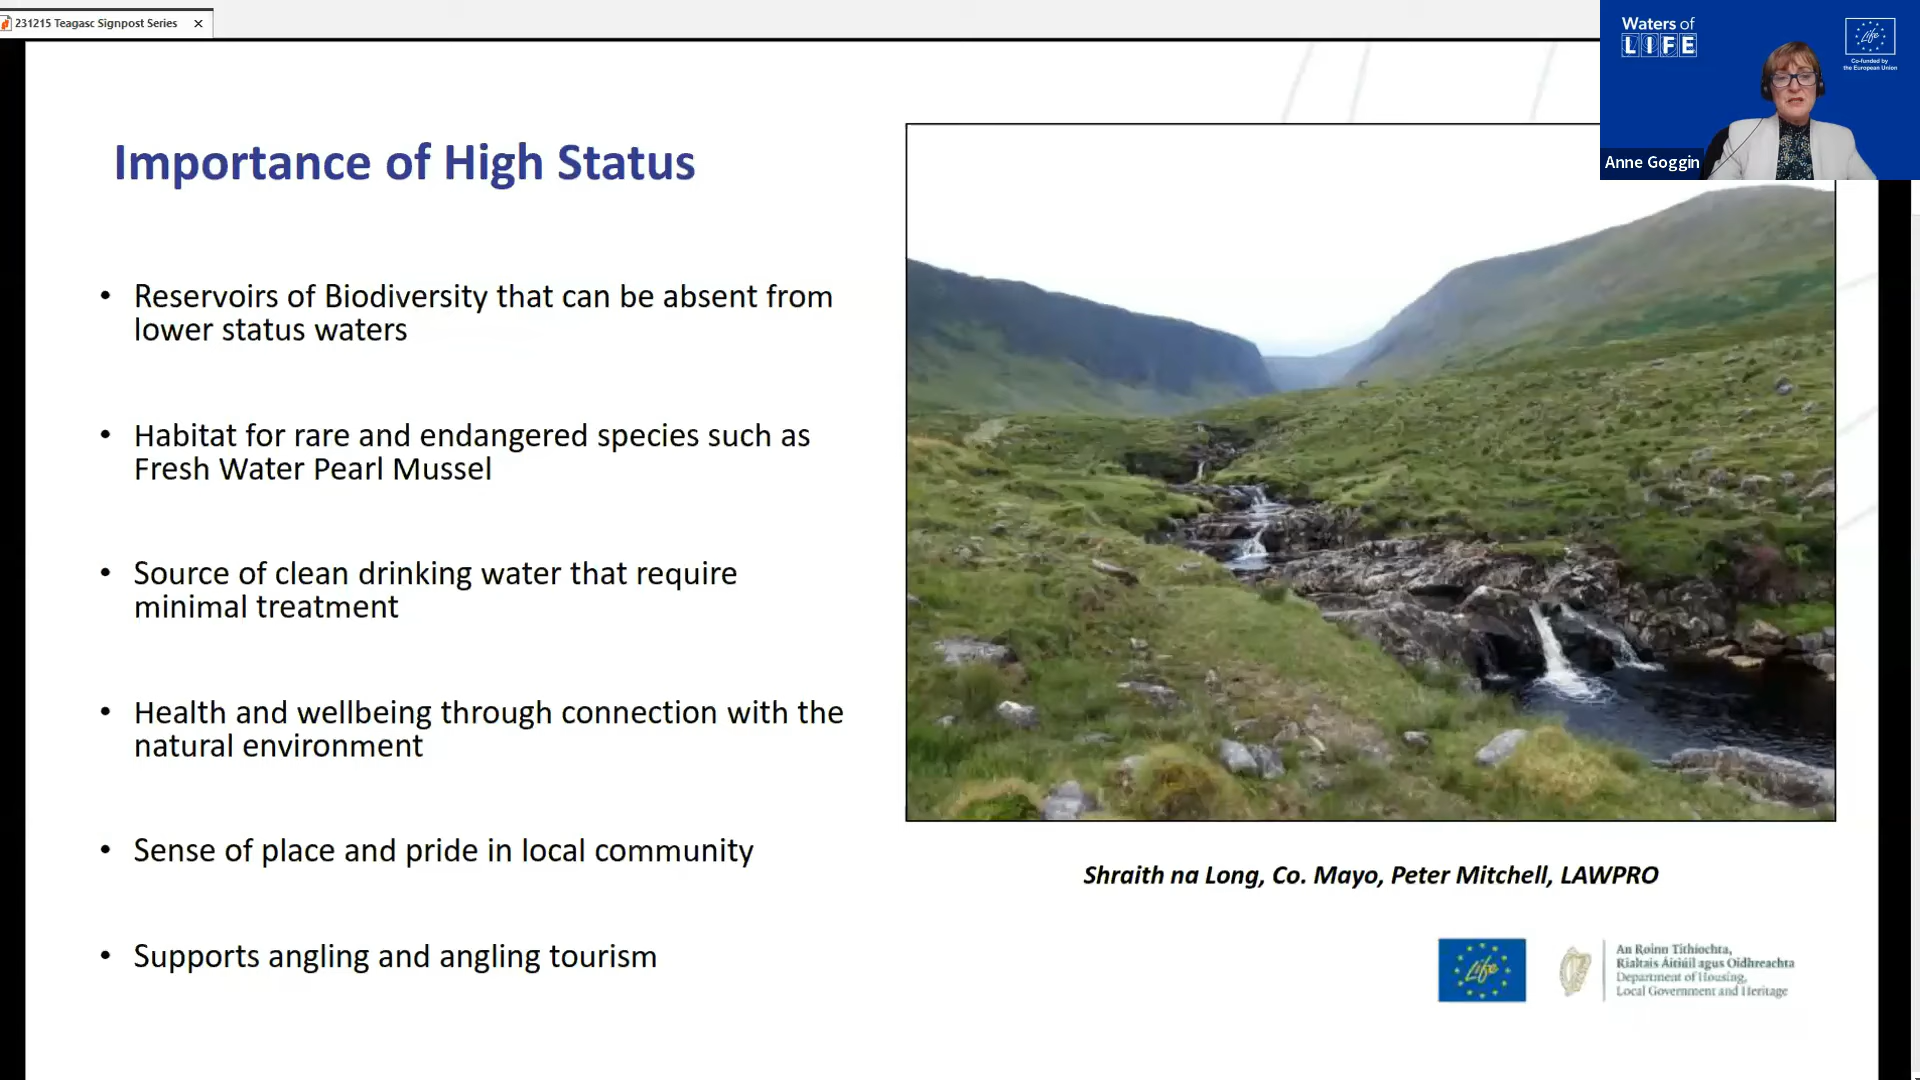 231215 Teagasc Signpost Series
Waters of
LIFE
Life
Co-funded by
the European Union
Anne Goggin
Importance of High Status
• Reservoirs of Biodiversity that can be absent from
lower status waters
• Habitat for rare and endangered species such as
Fresh Water Pearl Mussel
• Source of clean drinking water that require
minimal treatment
• Health and wellbeing through connection with the
natural environment
• Sense of place and pride in local community
• Supports angling and angling tourism
Shraith na Long, Co. Mayo, Peter Mitchell, LAWPRO
Life
An Roinn Tithíochta,
Rialtais Áitiúil agus Oidhreachta
Department of Housing,
Local Government and Heritage